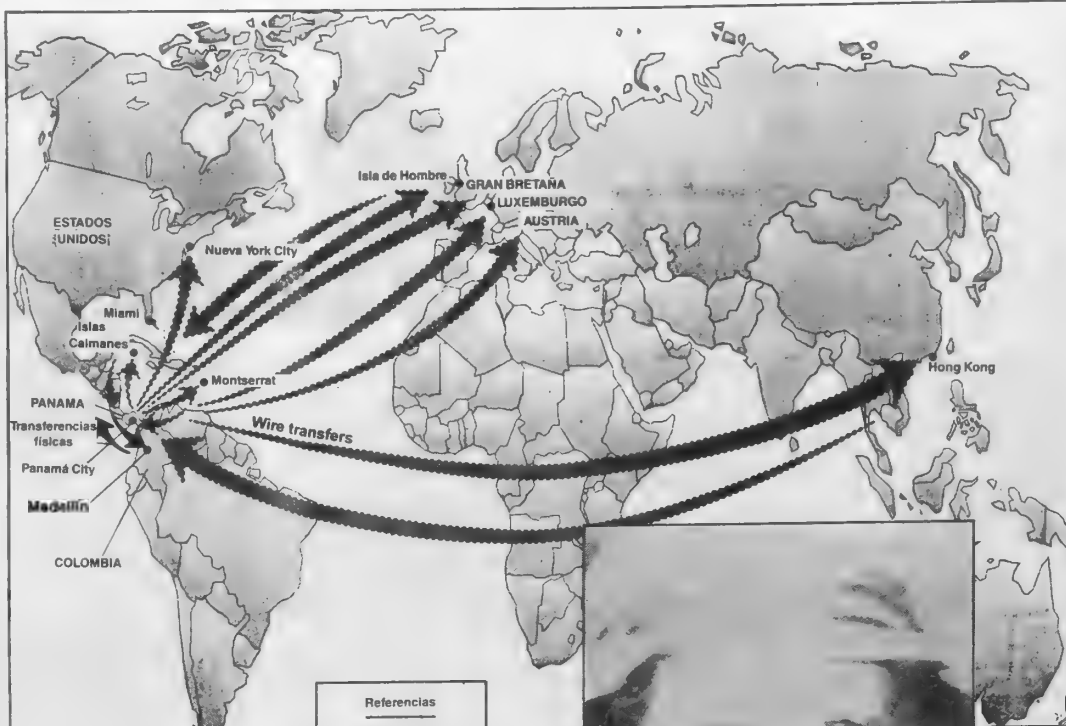 Isla de Hombre
GRAN BRETAÑA
LUXEMBURGO
AUSTRIA
ESTADOS
UNIDOS
Nueva York City
Miami
Islas
Caimanes
Montserrat
Hong Kong
PANAMA
Transferencias
físicas
Wire transfers
Panamá City
Medellín
COLOMBIA
Referencias